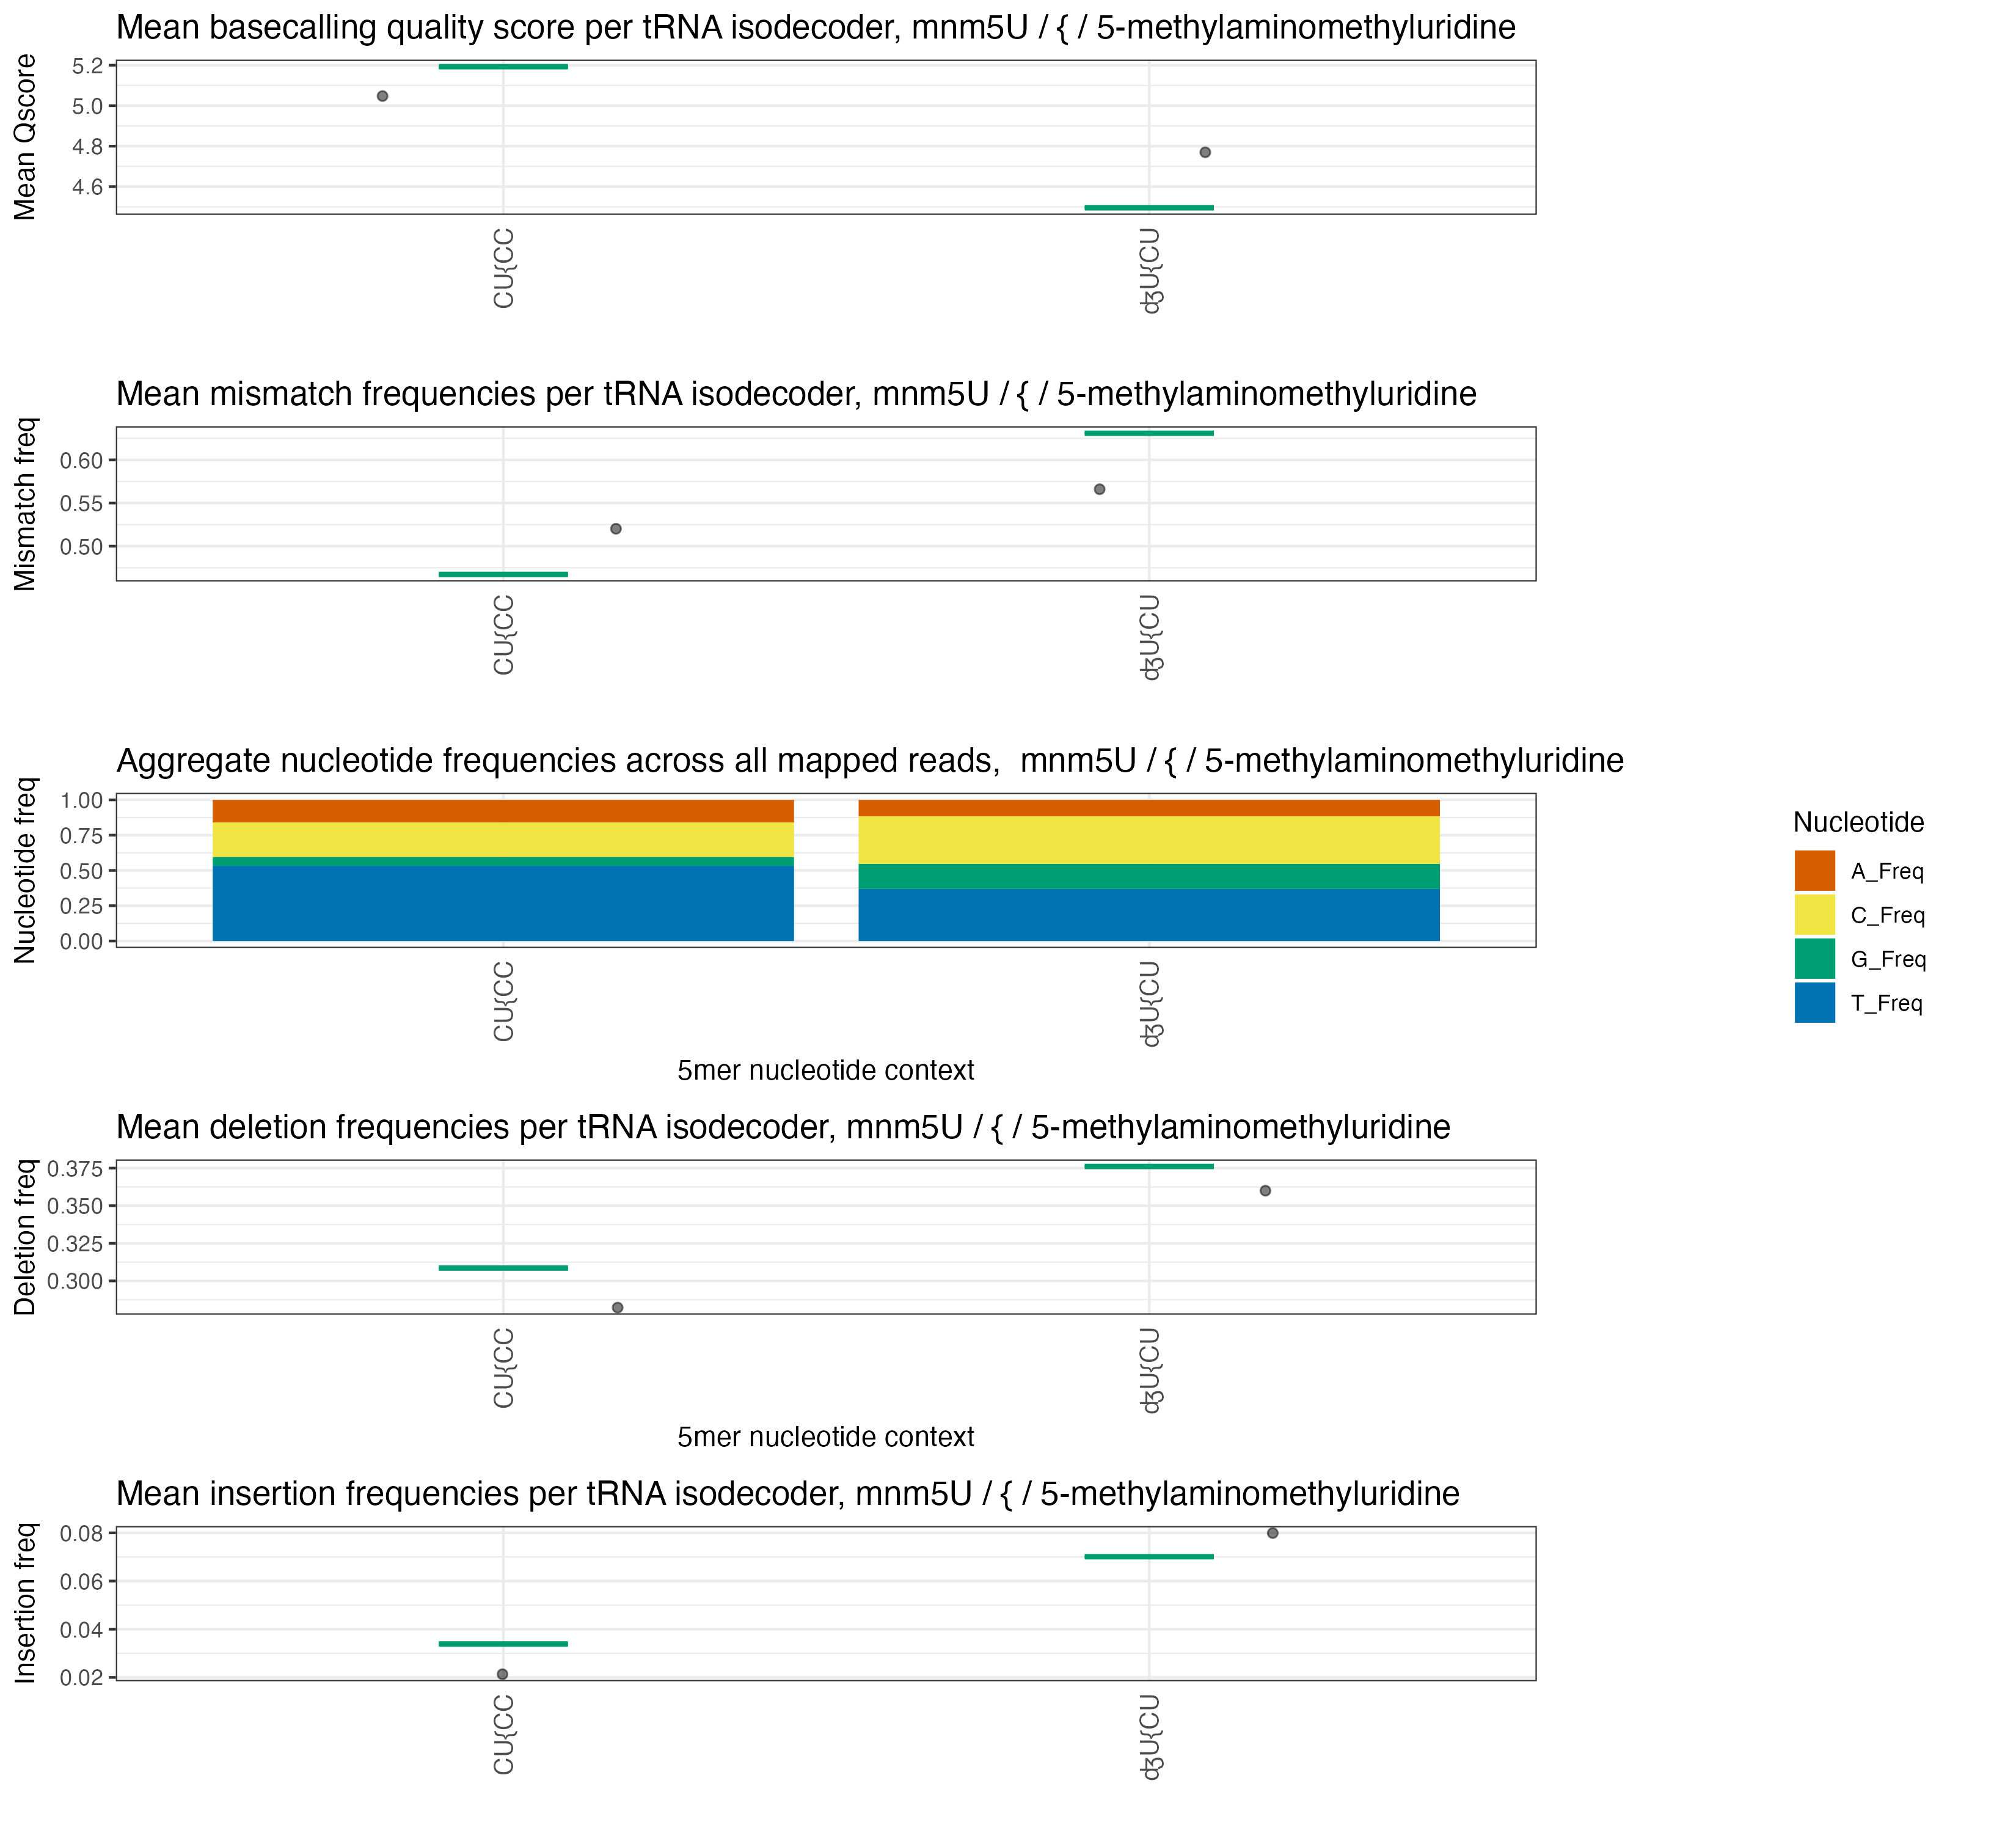 Mean basecalling quality score per tRNA isodecoder, mnm5U / { / 5-methylaminomethyluridine
Mean Qscore
5.2
5.0
4.8
4.6
CU{CC
ʤU{CU
Mean mismatch frequencies per tRNA isodecoder, mnm5U / { / 5-methylaminomethyluridine
Mismatch freq
0.60
0.55
0.50
CU{CC
ʤU{CU
Aggregate nucleotide frequencies across all mapped reads,  mnm5U / { / 5-methylaminomethyluridine
Nucleotide freq
1.00
0.75
0.50
0.25
0.00
CU{CC
ʤU{CU
5mer nucleotide context
Nucleotide
A_Freq
C_Freq
G_Freq
T_Freq
Mean deletion frequencies per tRNA isodecoder, mnm5U / { / 5-methylaminomethyluridine
Deletion freq
0.375
0.350
0.325
0.300
CU{CC
ʤU{CU
5mer nucleotide context
Mean insertion frequencies per tRNA isodecoder, mnm5U / { / 5-methylaminomethyluridine
Insertion freq
0.08
0.06
0.04
0.02
CU{CC
ʤU{CU